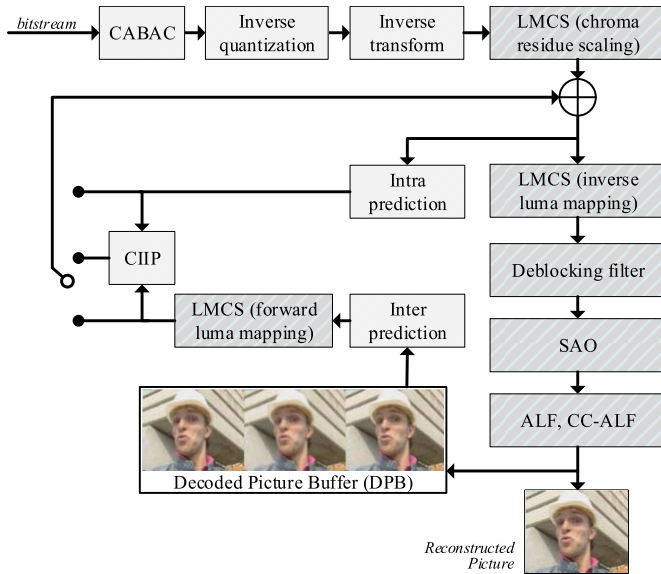 bitstream
CABAC
Inverse
quantization
Inverse
transform
LMCS (chroma
residue scaling)
Intra
prediction
LMCS (inverse
luma mapping)
CIIP
Deblocking filter
LMCS (forward
luma mapping)
Inter
prediction
SAO
ALF, CC-ALF
Decoded Picture Buffer (DPB)
Reconstructed
Picture